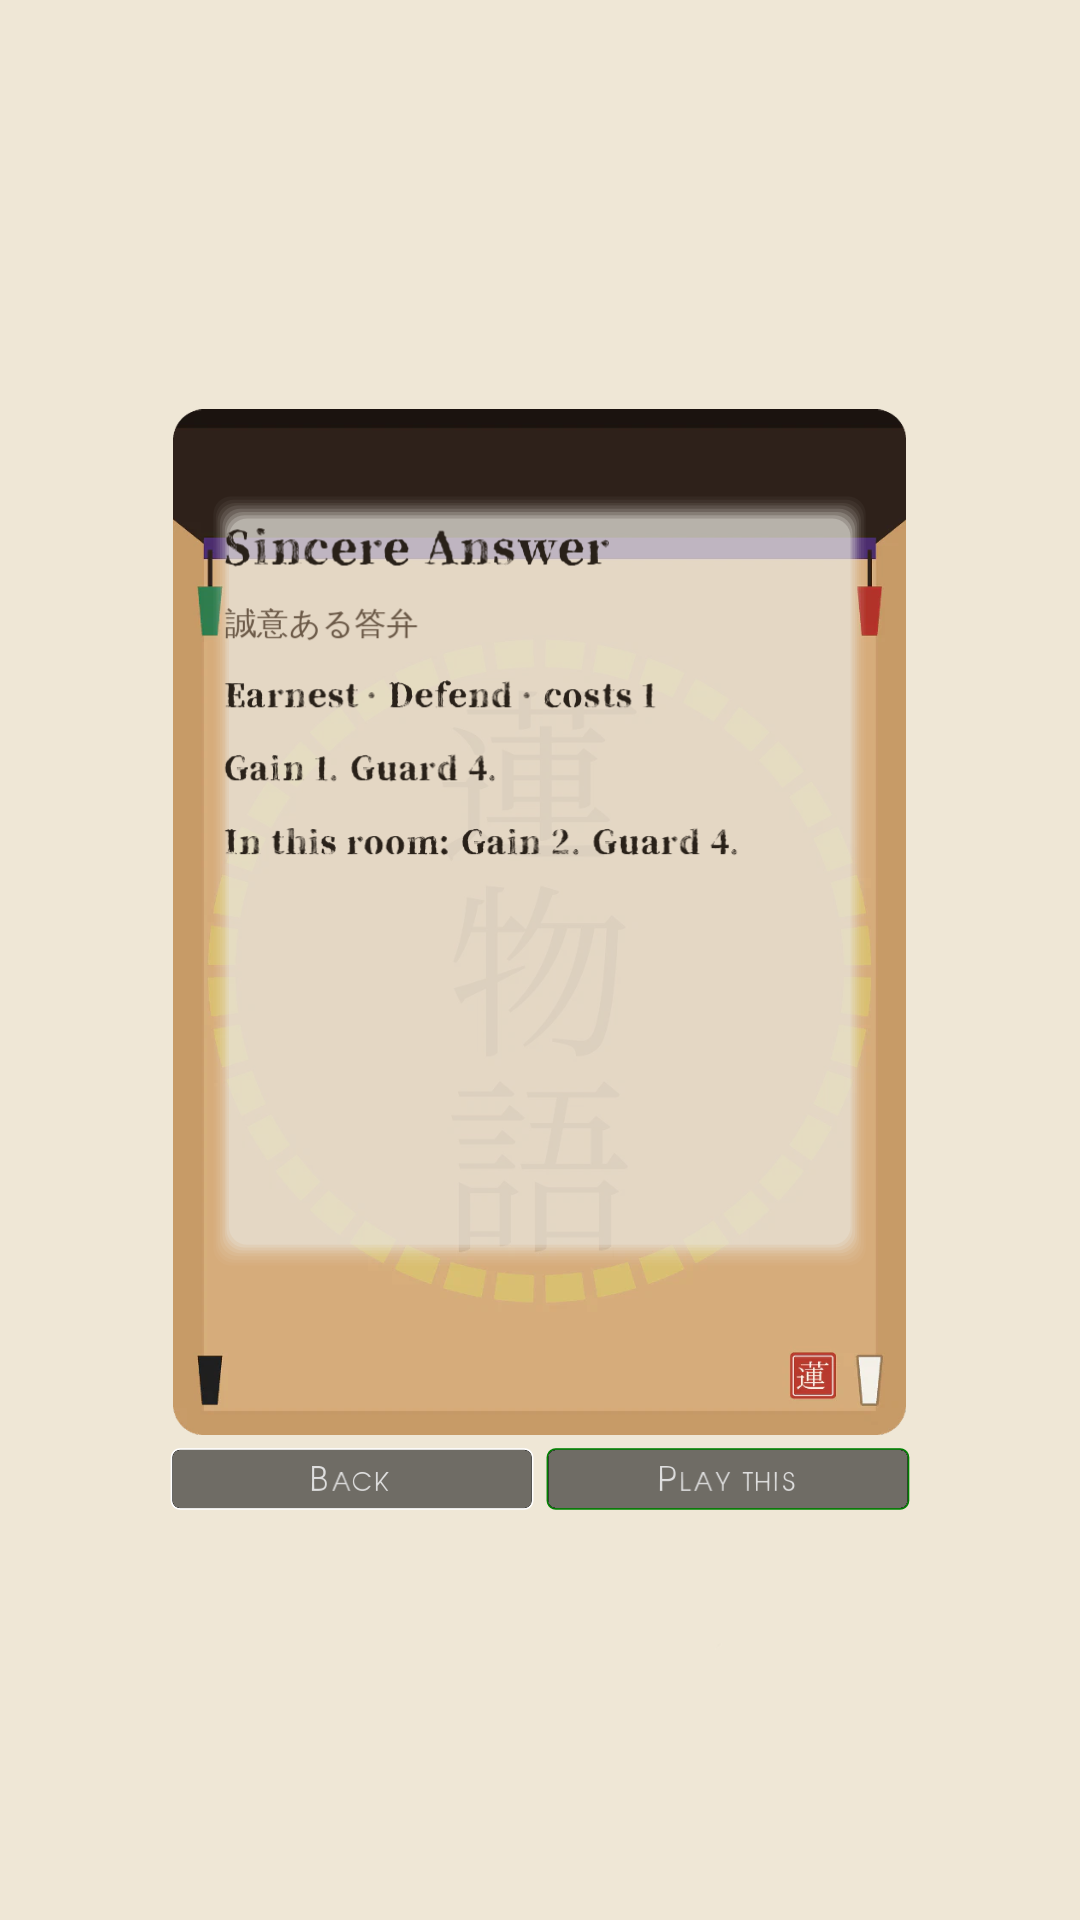 Sincere Answer
誠意ある答弁
Earnest · Defend · costs 1
Gain 1. Guard 4.
In this room: Gain 2. Guard 4.
蓮
物
語
蓮
Back
Play this